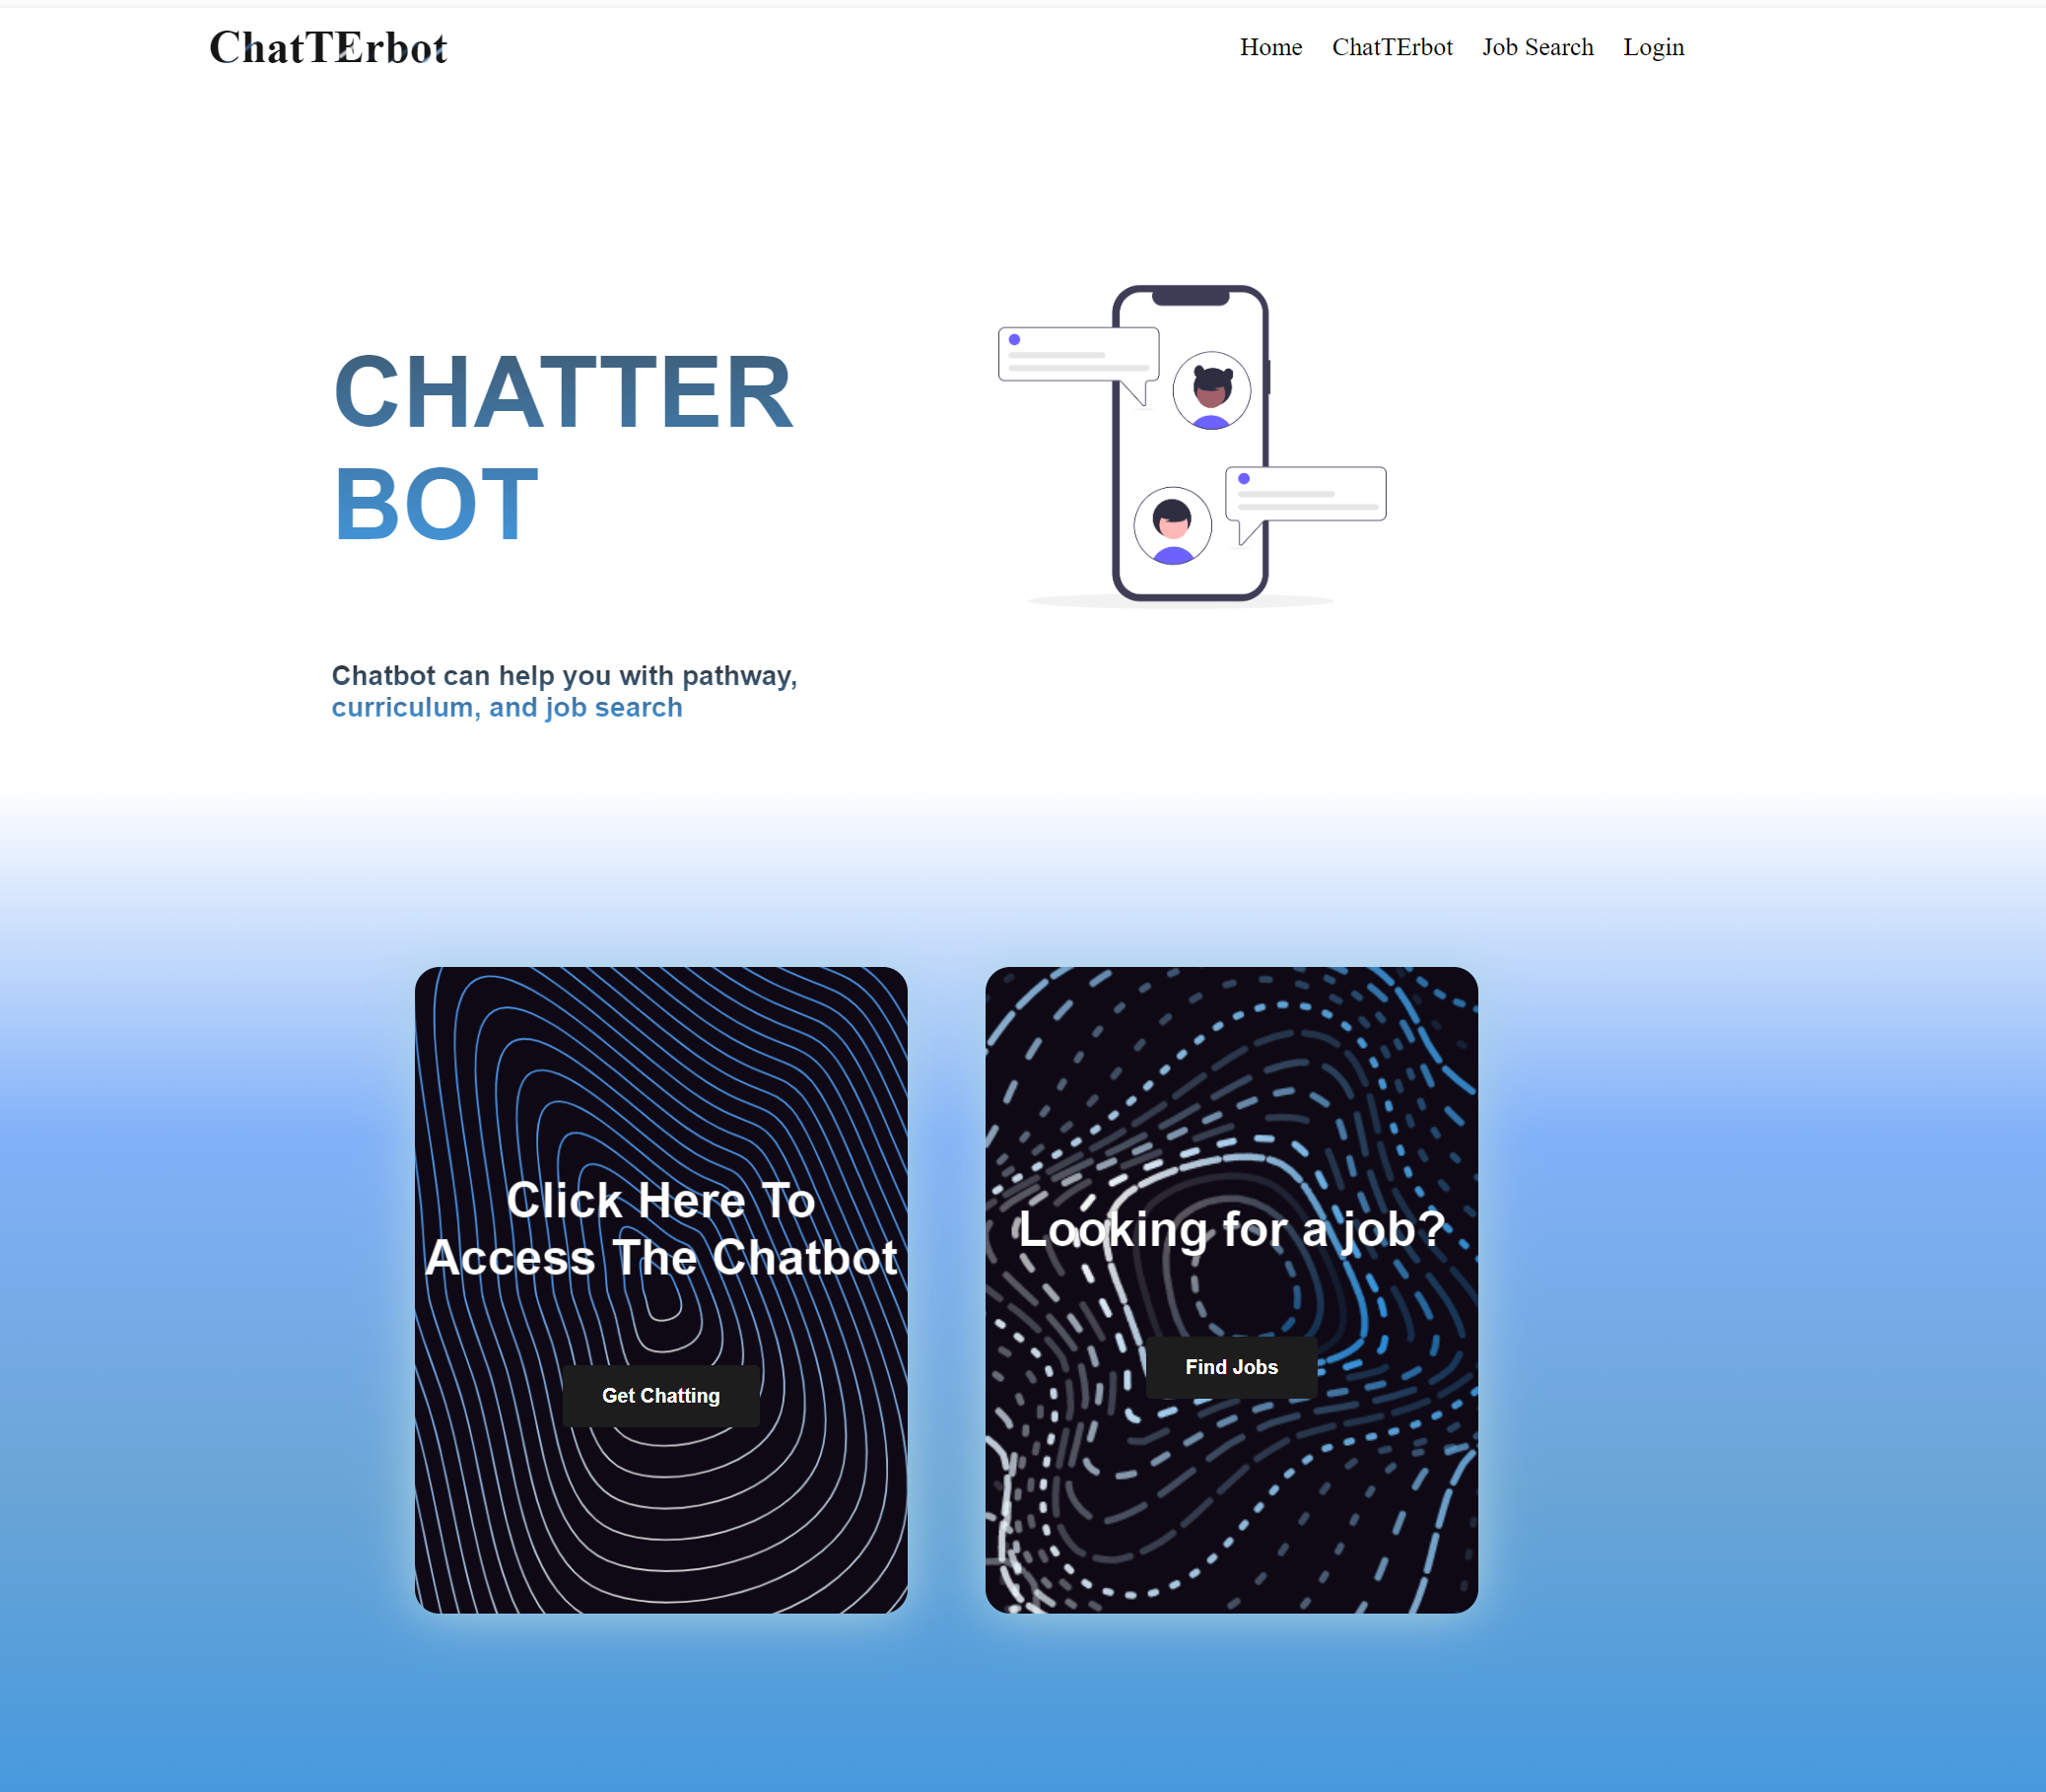 ChatTErbot
Home ChatTErbot Job Search Login
CHATTER
BOT
Chatbot can help you with pathway,
curriculum, and job search
Click Here To
Access The Chatbot
Get Chatting
Looking for a job?
Find Jobs